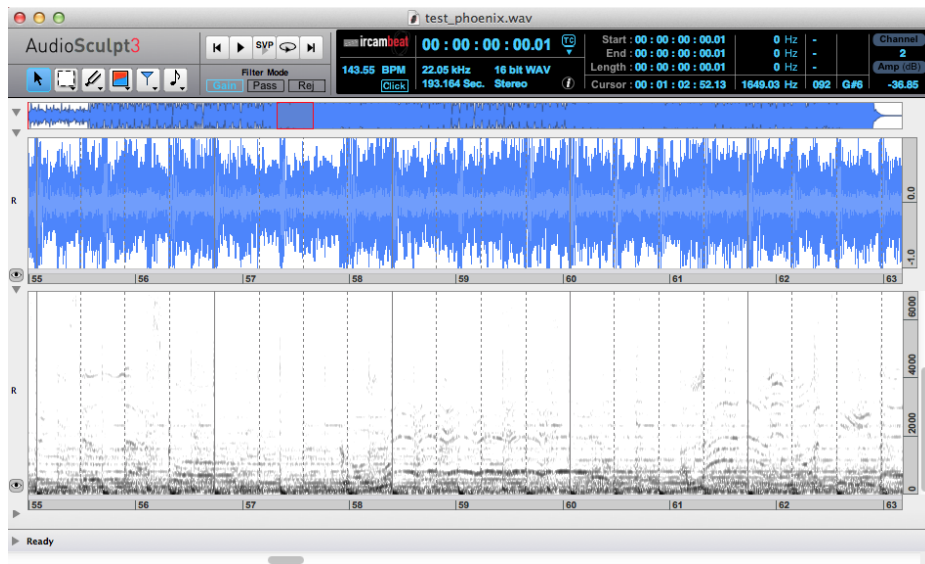 test_phoenix.wav
AudioSculpt3
SVP
Filter Mode
Gain Pass Rej
ircambeat 00 : 00 : 00 : 00.01 TC
143.55 BPM 22.05 kHz 16 bit WAV
Click 193.164 Sec. Stereo i
Start : 00 : 00 : 00 : 00.01 0 Hz - Channel
End : 00 : 00 : 00 : 00.01 0 Hz - 2
Length : 00 : 00 : 00 : 00.01 0 Hz - Amp (dB)
Cursor : 00 : 01 : 02 : 52.13 1649.03 Hz 092 G#6 -36.85
R
0.0
-1.0
55 56 57 58 59 60 61 62 63
6000
4000
R
2000
0
55 56 57 58 59 60 61 62 63
Ready